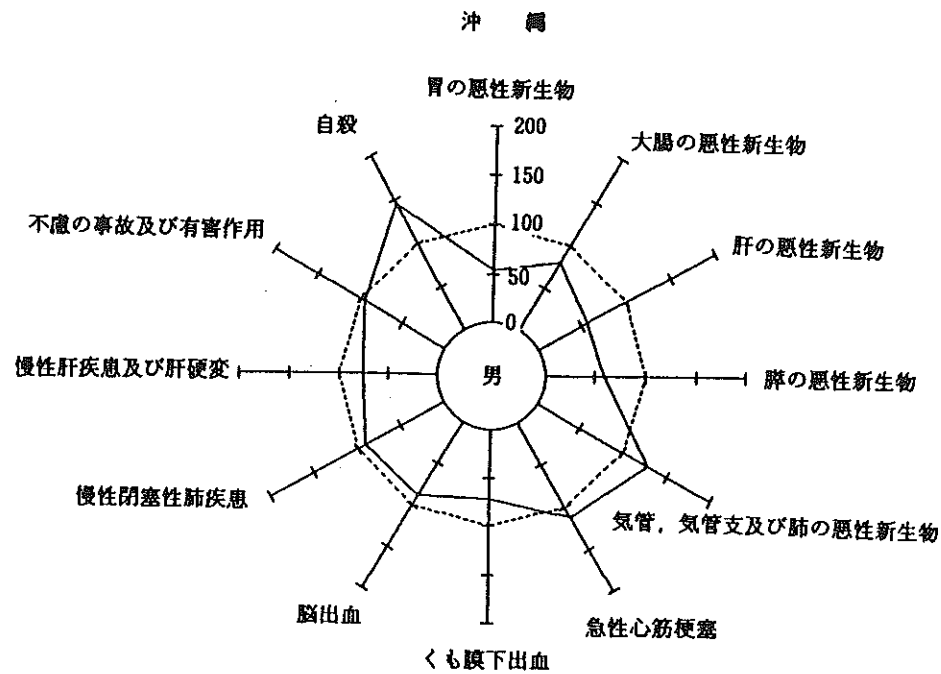 沖 縄
胃の悪性新生物
自殺
200
大腸の悪性新生物
150
不慮の事故及び有害作用
100
肝の悪性新生物
50
0
慢性肝疾患及び肝硬変
男
膵の悪性新生物
慢性閉塞性肺疾患
気管，気管支及び肺の悪性新生物
脳出血
急性心筋梗塞
くも膜下出血